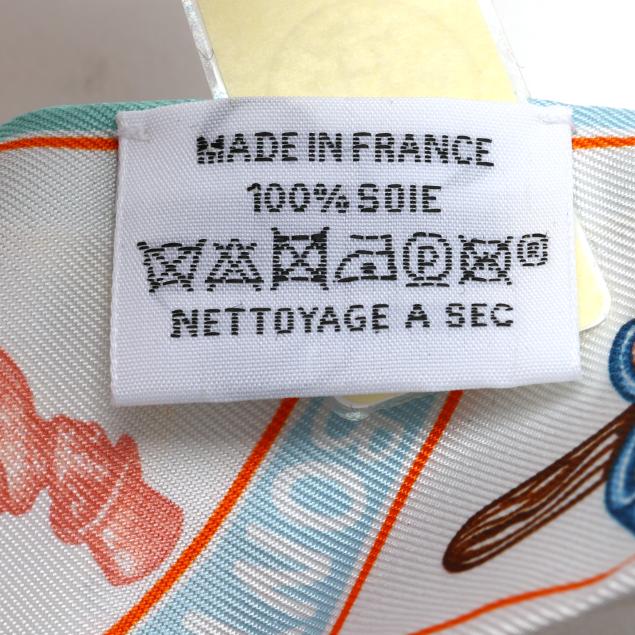 MADE IN FRANCE
100% SOIE
P ®
NETTOYAGE A SEC